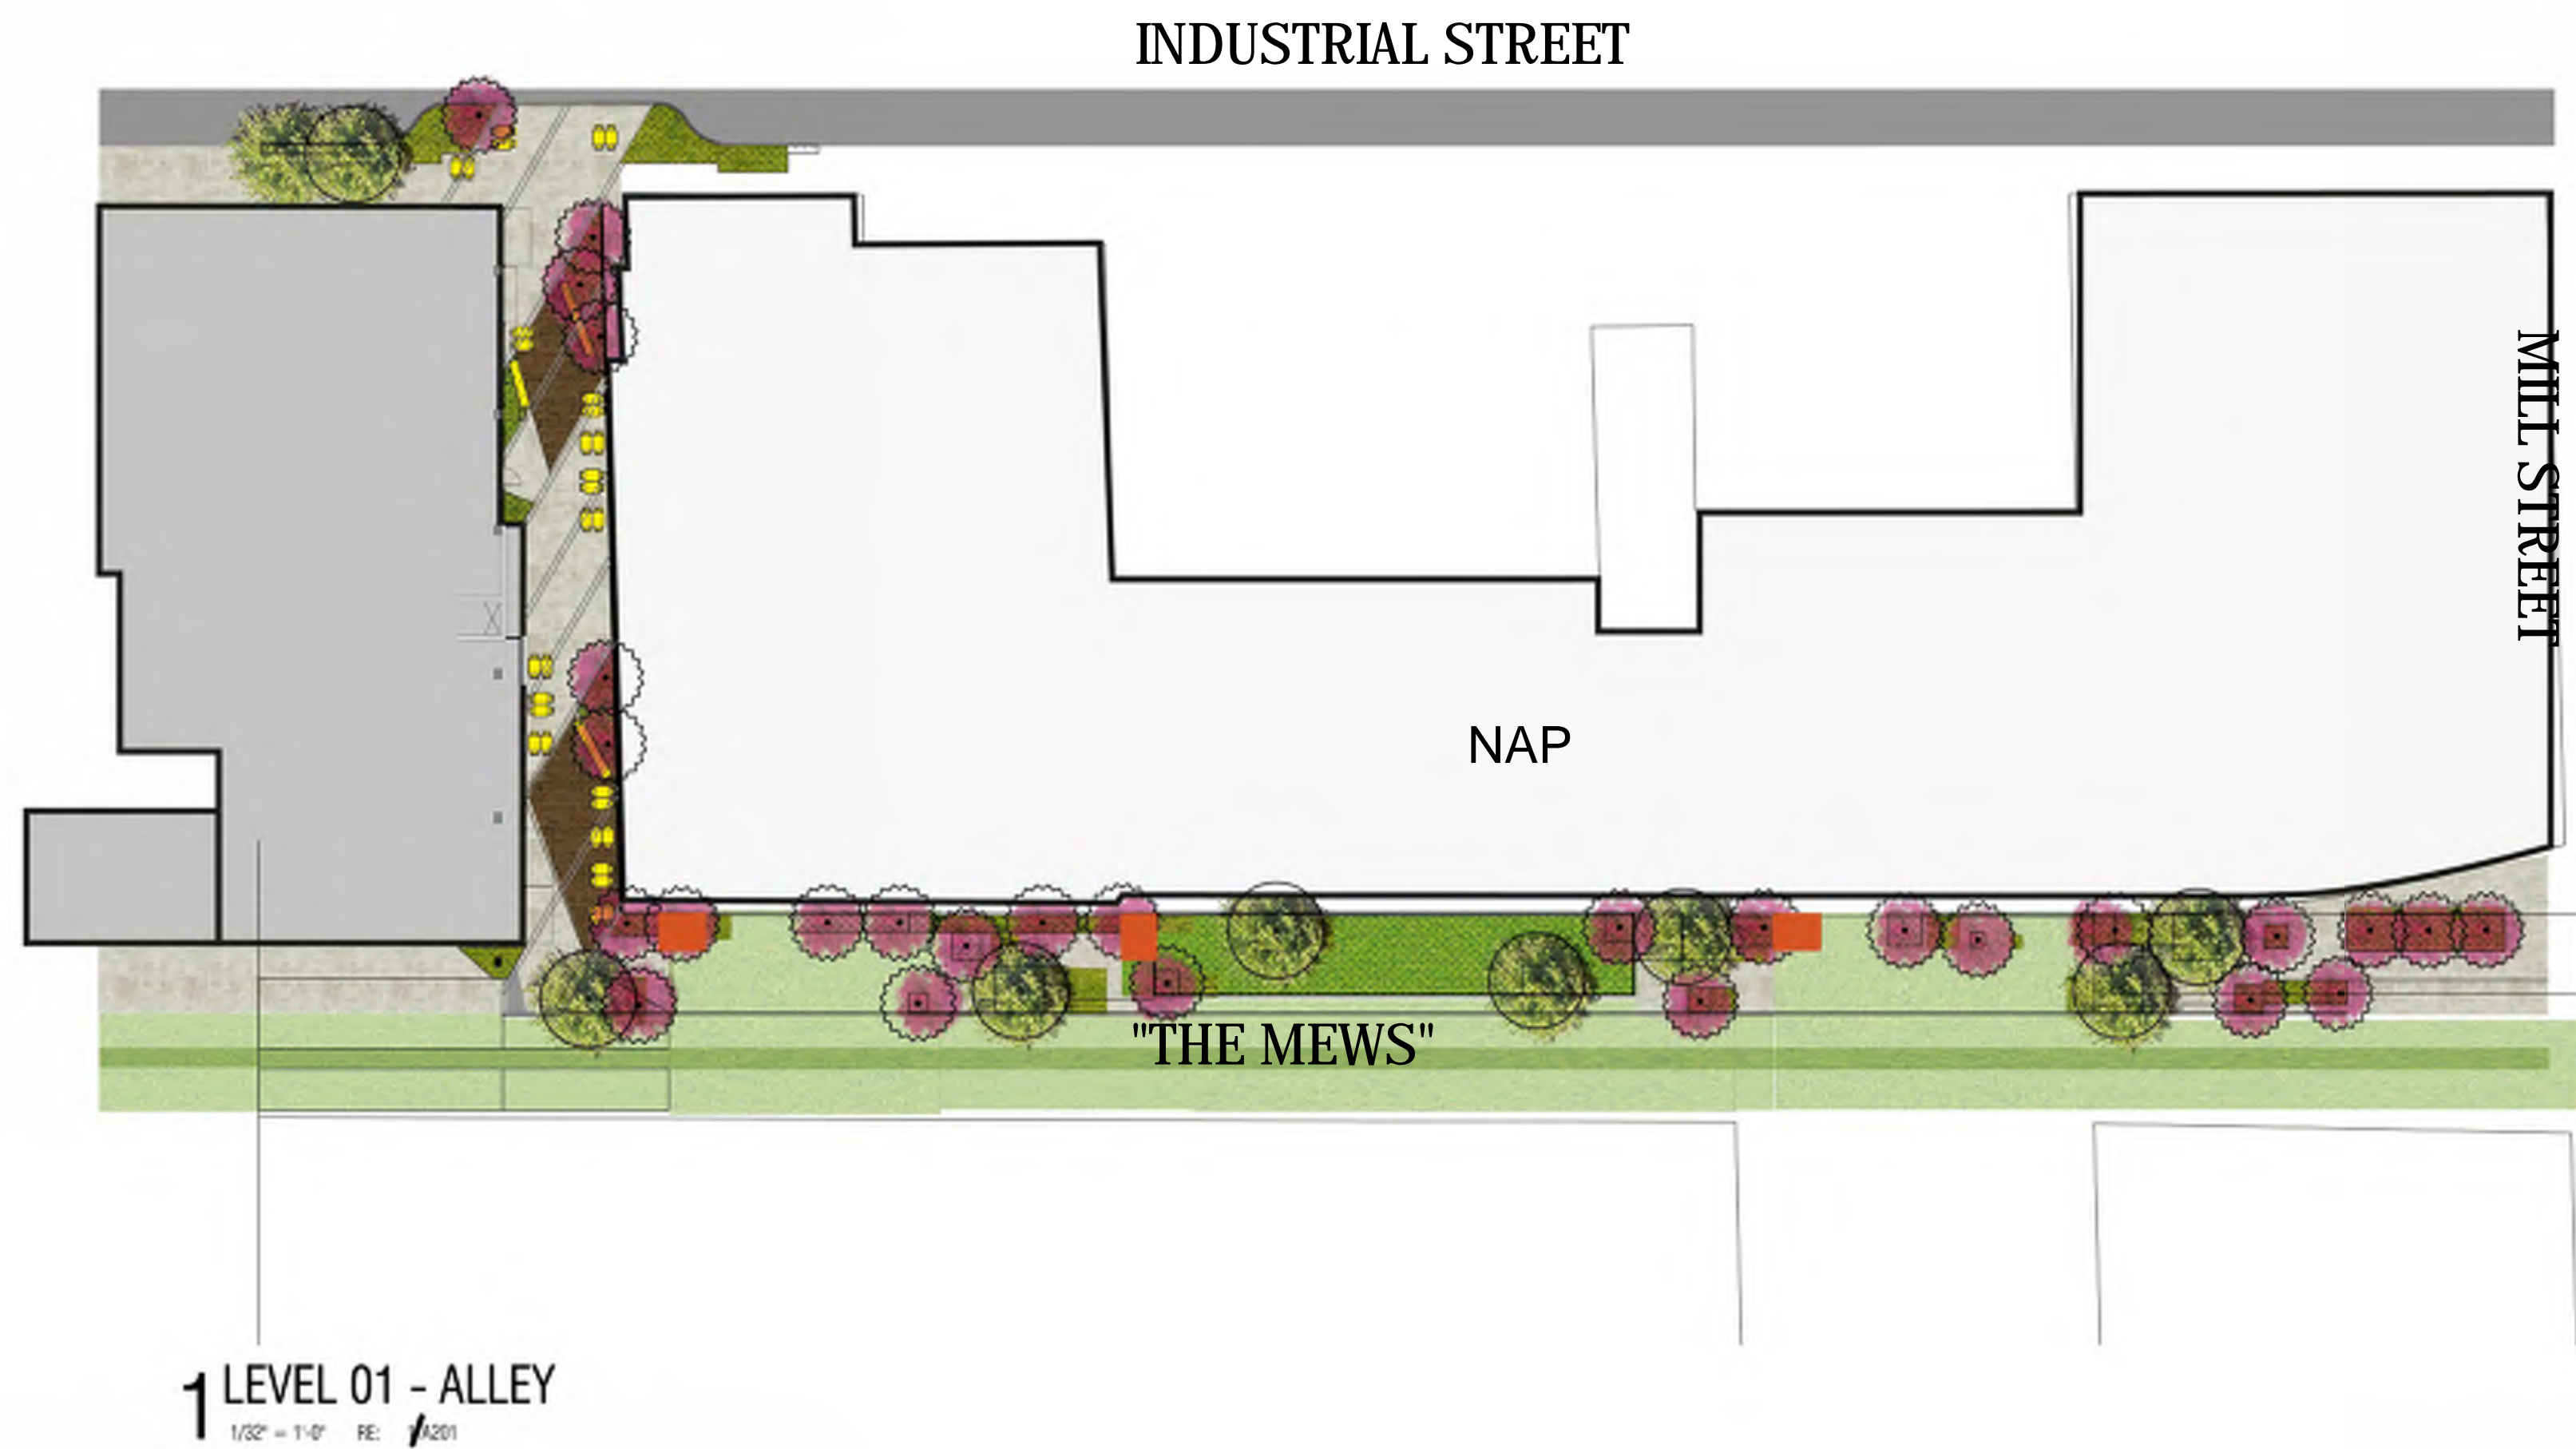 INDUSTRIAL STREET
MILL STREET
NAP
"THE MEWS"
1 LEVEL 01 - ALLEY
1/32" = 1'-0" RE: /A201